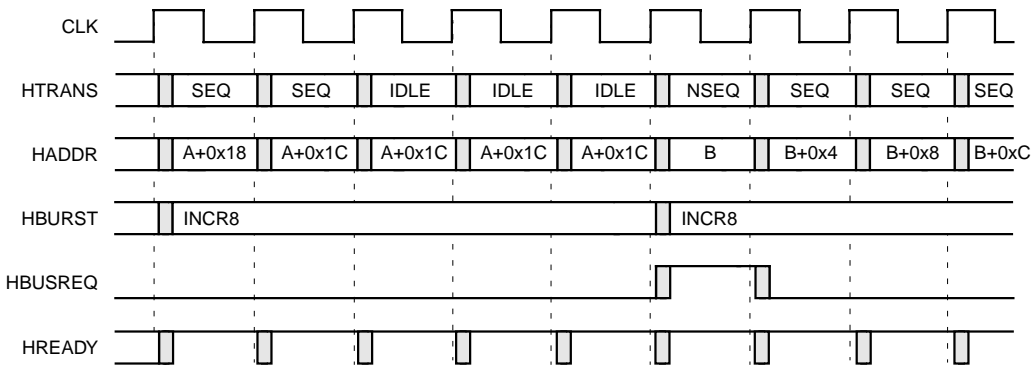 CLK
HTRANS SEQ SEQ IDLE IDLE IDLE NSEQ SEQ SEQ SEQ
HADDR A+0x18 A+0x1C A+0x1C A+0x1C A+0x1C B B+0x4 B+0x8 B+0xC
HBURST INCR8 INCR8
HBUSREQ
HREADY